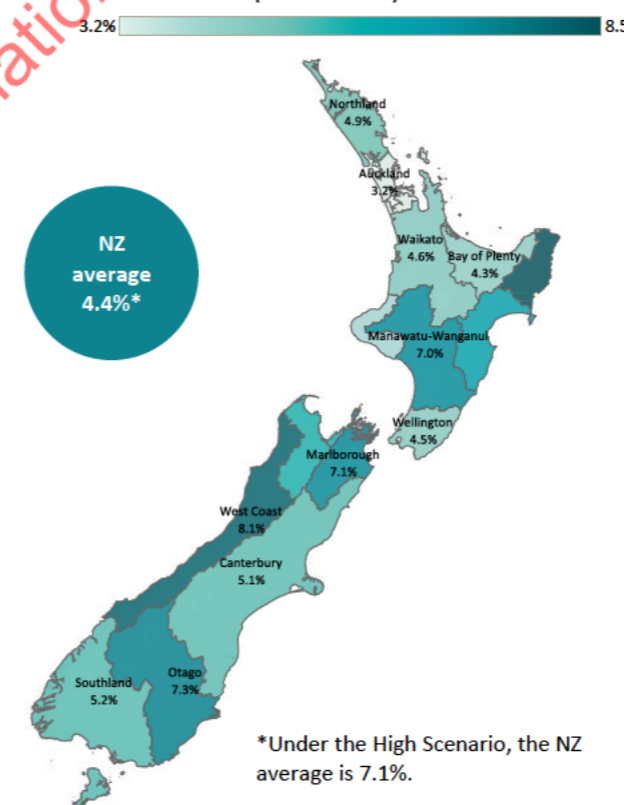 3.2%
8.5
Northland
4.9%
Auckland
3.2%
NZ
average
4.4%*
Waikato
4.6%
Bay of Plenty
4.3%
Manawatu-Wanganui
7.0%
Wellington
4.5%
Marlborough
7.1%
West Coast
8.1%
Canterbury
5.1%
Otago
7.3%
Southland
5.2%
*Under the High Scenario, the NZ
average is 7.1%.